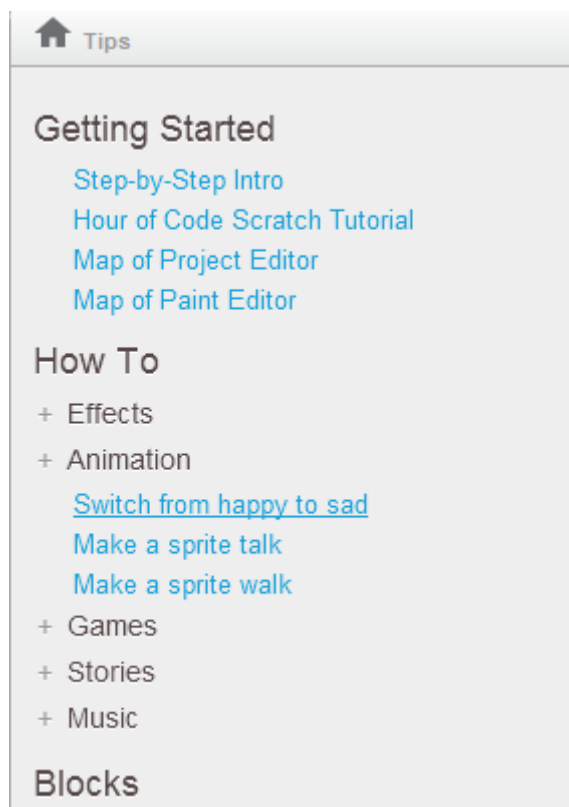 Tips
Getting Started
Step-by-Step Intro
Hour of Code Scratch Tutorial
Map of Project Editor
Map of Paint Editor
How To
+ Effects
+ Animation
Switch from happy to sad
Make a sprite talk
Make a sprite walk
+ Games
+ Stories
+ Music
Blocks